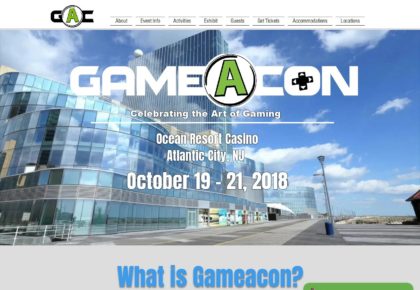 GAC
About Event Info Activities Exhibit Guests Get Tickets Accommodations Locations
GAMEACON
Celebrating the Art of Gaming
Ocean Resort Casino
Atlantic City, NJ
October 19 - 21, 2018
What is Gameacon?